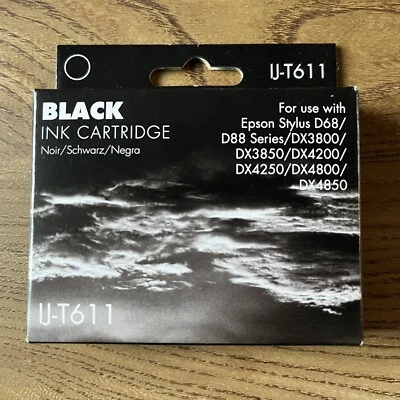 IJ-T611
BLACK
INK CARTRIDGE
Noir/Schwarz/Negra
For use with
Epson Stylus D68/
D88 Series/DX3800/
DX3850/DX4200/
DX4250/DX4800/
DX4850
IJ-T611